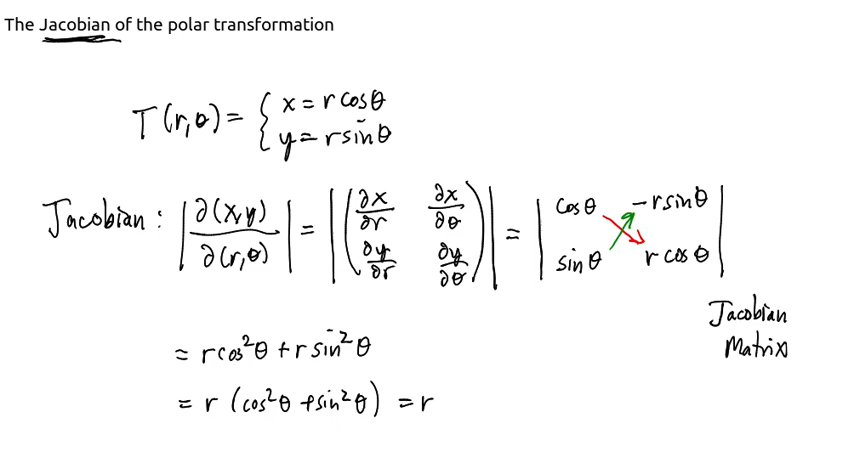 The Jacobian of the polar transformation
T(r,θ) = { x = r cosθ
y = r sinθ
Jacobian: |∂(x,y)/∂(r,θ)| = |(∂x/∂r ∂x/∂θ ∂y/∂r ∂y/∂θ)| = |cosθ -r sinθ sinθ r cosθ|
Jacobian
Matrix
= r cos²θ + r sin²θ
= r (cos²θ + sin²θ) = r